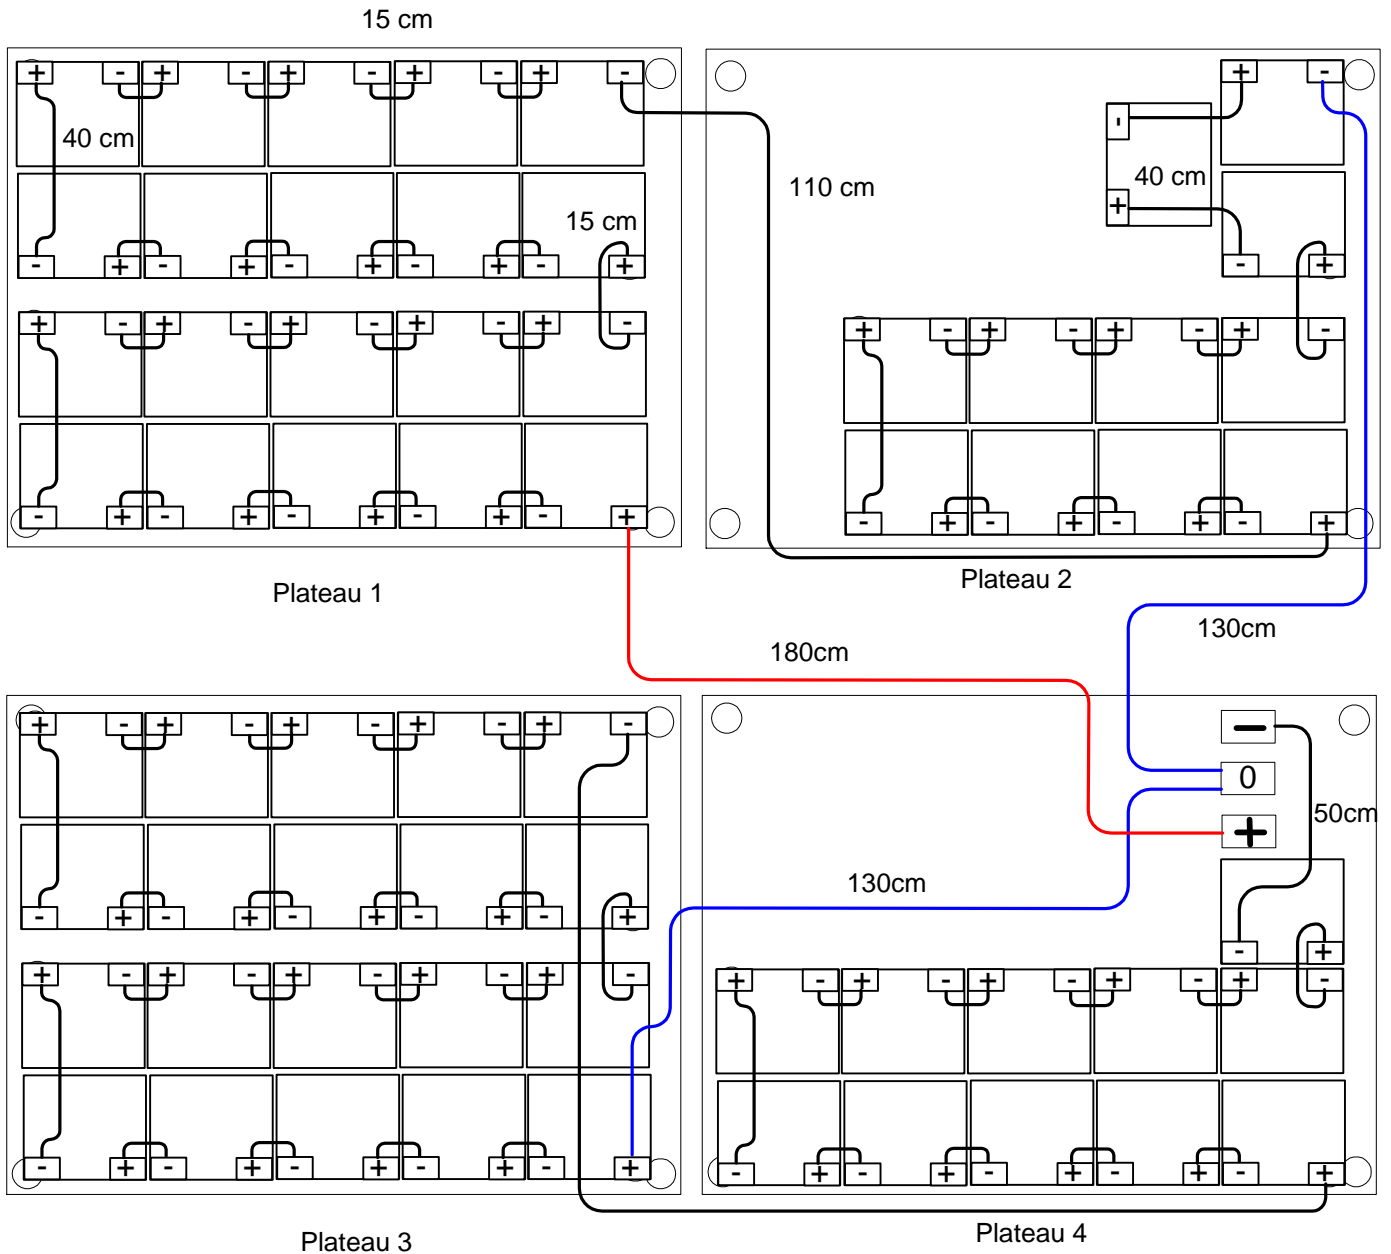 15 cm
+ - + - + - + - + -
40 cm
- + - + - + - + - +
15 cm
+ - + - + - + - + -
- + - + - + - + - +
Plateau 1
110 cm
+ -
-
40 cm
+
- +
+ - + - + - + -
- + - + - + - +
Plateau 2
130cm
180cm
+ - + - + - + - + -
- + - + - + - + - +
+ - + - + - + - + -
- + - + - + - + - +
Plateau 3
130cm
-
0
+
50cm
- +
+ - + - + - + - + -
- + - + - + - + - +
Plateau 4